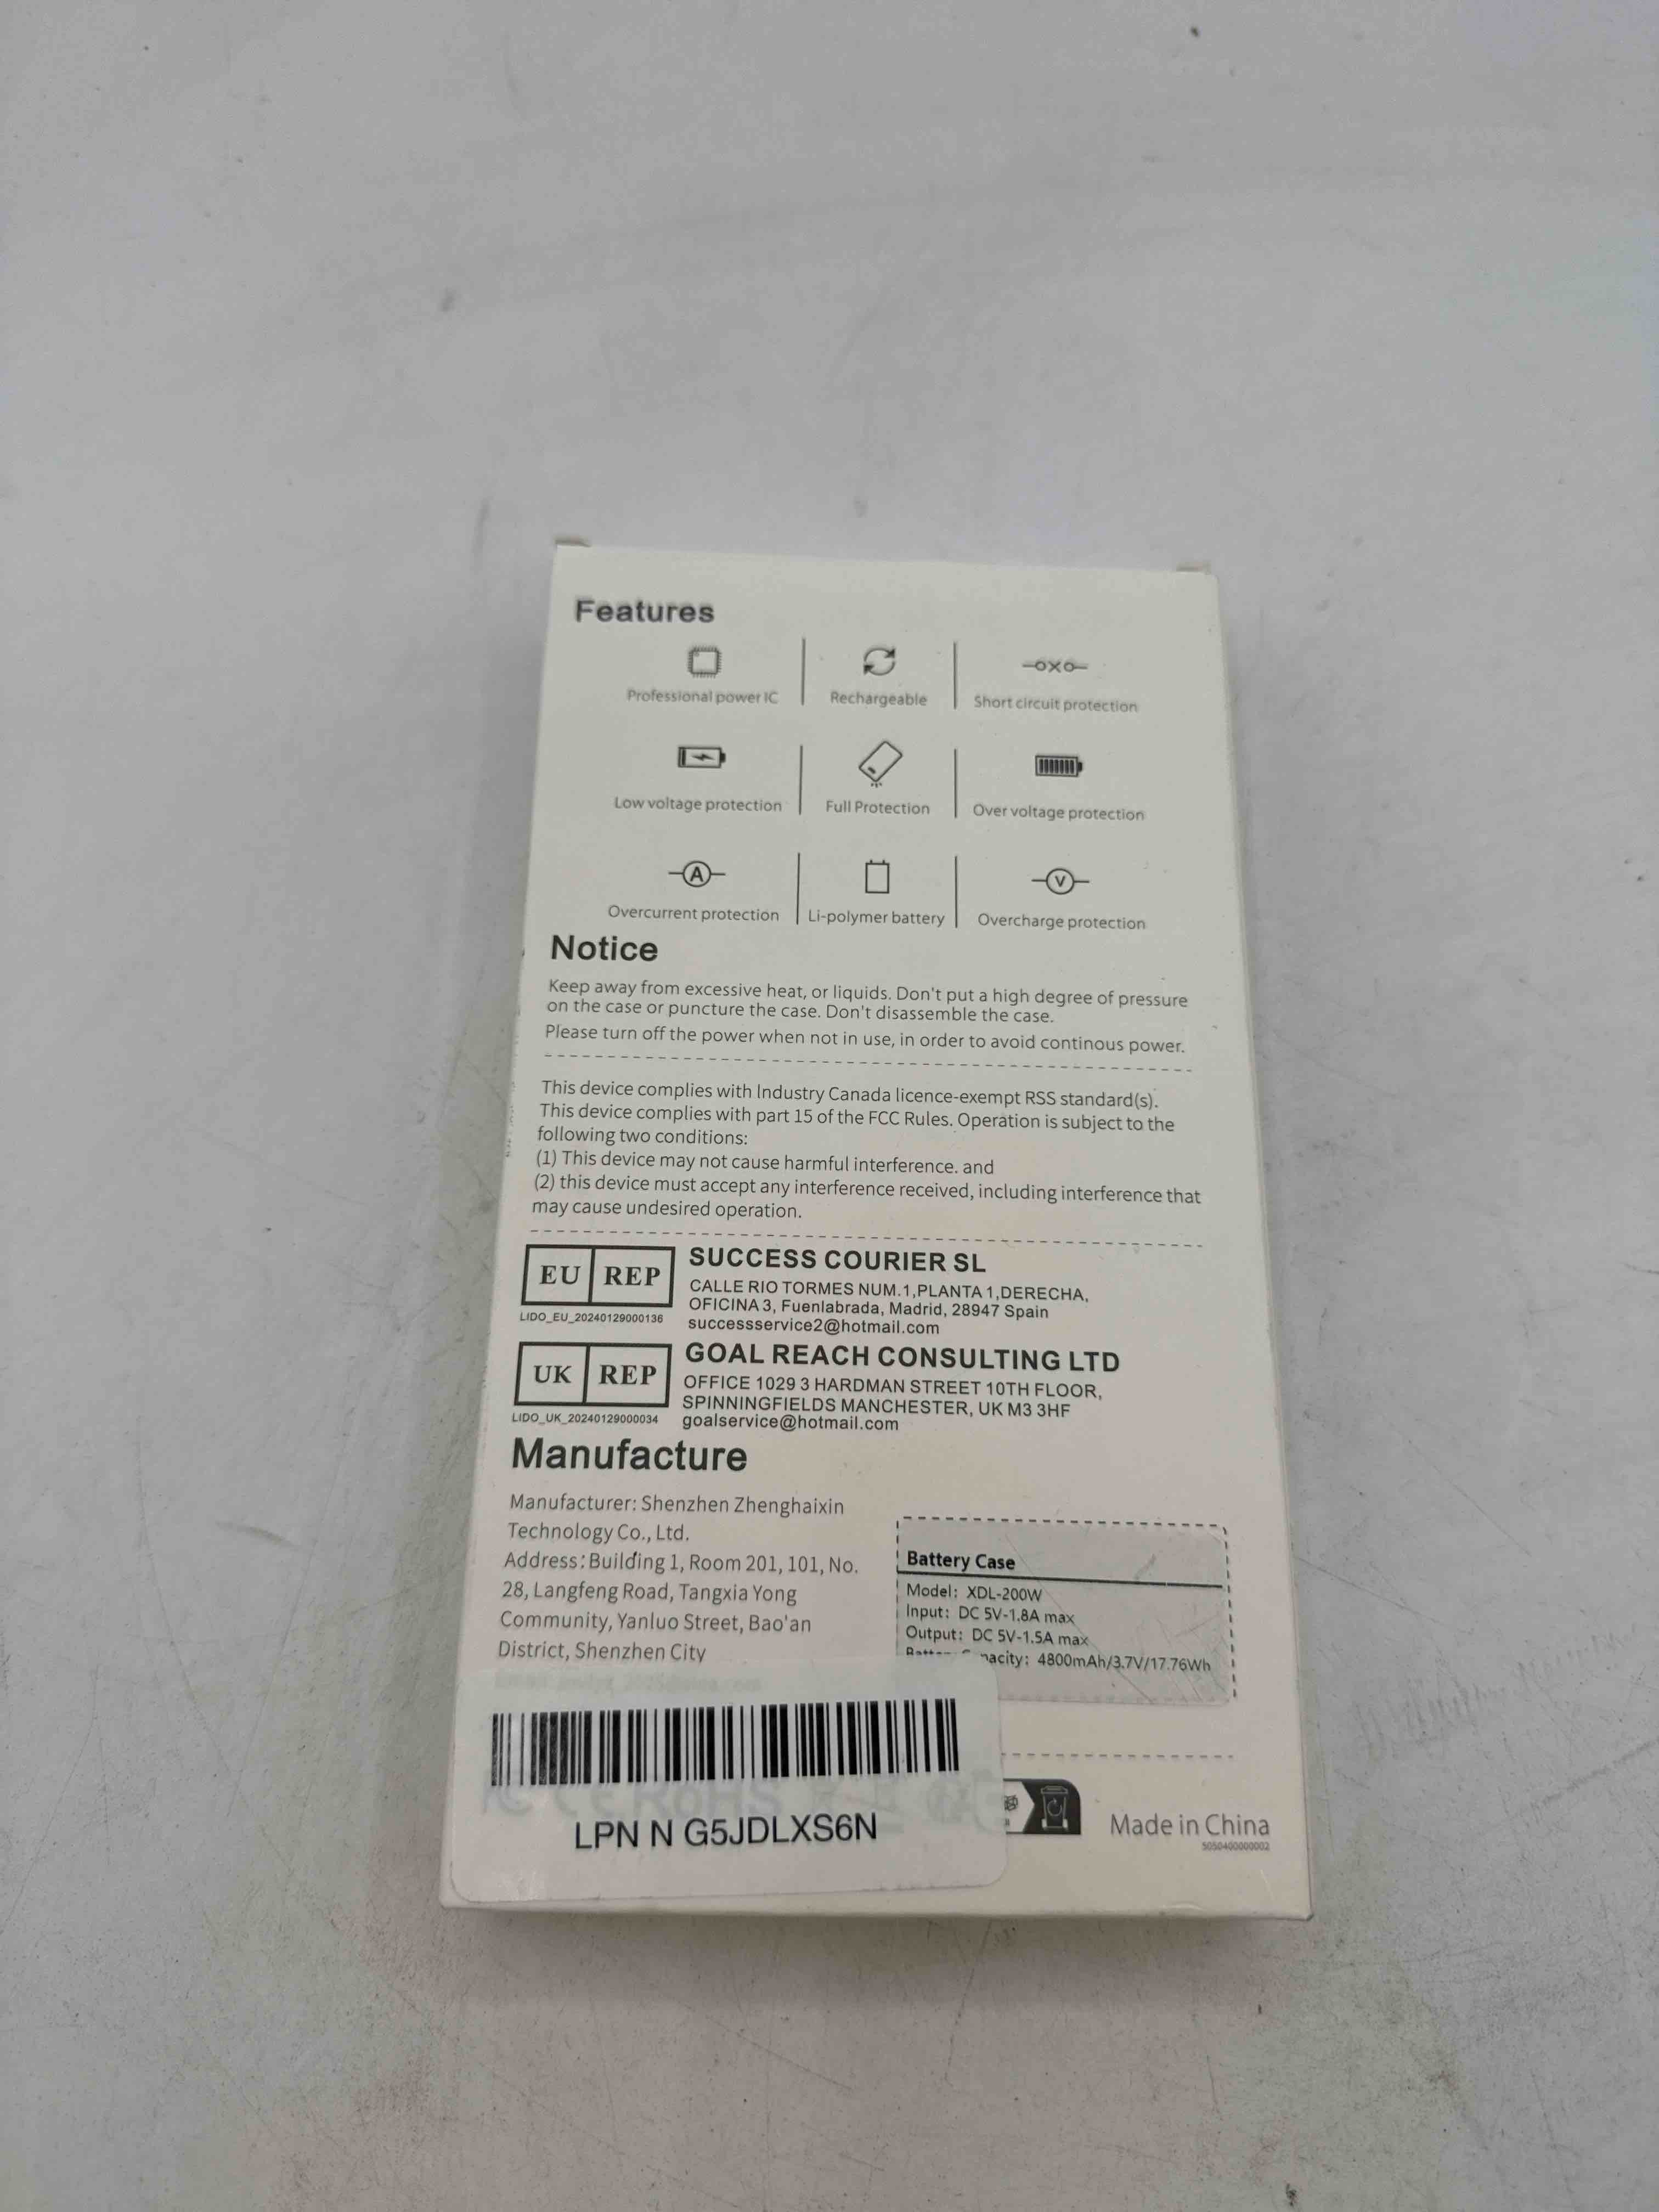 Features
Professional power IC
Rechargeable
Short circuit protection
Low voltage protection
Full Protection
Over voltage protection
Overcurrent protection
Li-polymer battery
Overcharge protection
Notice
Keep away from excessive heat, or liquids. Don't put a high degree of pressure
on the case or puncture the case. Don't disassemble the case.
Please turn off the power when not in use, in order to avoid continous power.
This device complies with Industry Canada licence-exempt RSS standard(s).
This device complies with part 15 of the FCC Rules. Operation is subject to the
following two conditions:
(1) This device may not cause harmful interference. and
(2) this device must accept any interference received, including interference that
may cause undesired operation.
EU REP
LIDO_EU_20240129000136
SUCCESS COURIER SL
CALLE RIO TORMES NUM.1,PLANTA 1,DERECHA,
OFICINA 3, Fuenlabrada, Madrid, 28947 Spain
successservice2@hotmail.com
UK REP
LIDO_UK_20240129000034
GOAL REACH CONSULTING LTD
OFFICE 1029 3 HARDMAN STREET 10TH FLOOR,
SPINNINGFIELDS MANCHESTER, UK M3 3HF
goalservice@hotmail.com
Manufacture
Manufacturer: Shenzhen Zhenghaixin
Technology Co., Ltd.
Address: Building 1, Room 201, 101, No.
28, Langfeng Road, Tangxia Yong
Community, Yanluo Street, Bao'an
District, Shenzhen City
Battery Case
Model: XDL-200W
Input: DC 5V-1.8A max
Output: DC 5V-1.5A max
4800mAh/3.7V/17.76Wh
RoHS
LPN N G5JDLXS6N
Made in China
5050400000002